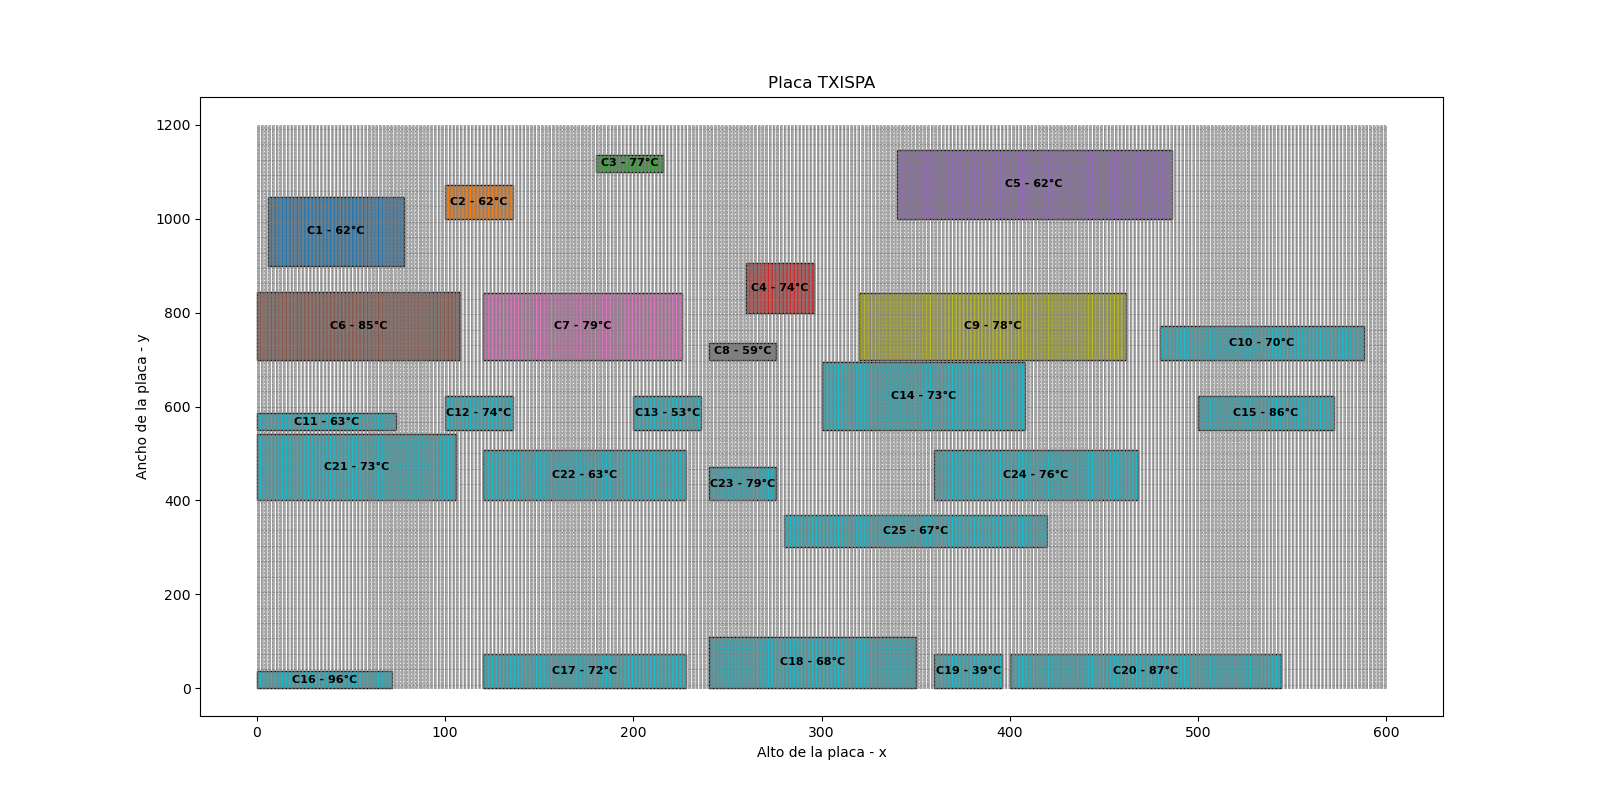 Placa TXISPA
1200
C3 - 77°C
C5 - 62°C
C2 - 62°C
1000
C1 - 62°C
C4 - 74°C
800
C6 - 85°C
C7 - 79°C
C9 - 78°C
C8 - 59°C
C10 - 70°C
C14 - 73°C
600
C11 - 63°C
C12 - 74°C
C13 - 53°C
C15 - 86°C
C21 - 73°C
C22 - 63°C
C23 - 79°C
C24 - 76°C
400
C25 - 67°C
200
C16 - 96°C
C17 - 72°C
C18 - 68°C
C19 - 39°C
C20 - 87°C
0
Ancho de la placa - y
0 100 200 300 400 500 600
Alto de la placa - x